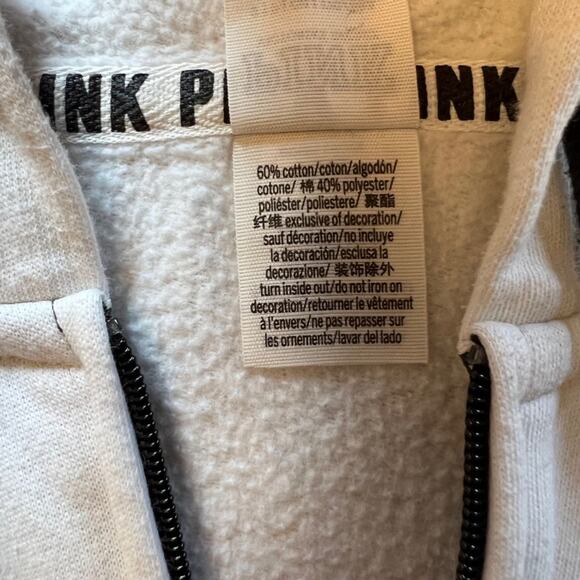 INK P INK
60% cotton/coton/algodón/
cotone/ 棉 40% polyester/
poliéster/poliestere/ 聚酯
纤维 exclusive of decoration/
sauf décoration/no incluye
la decoración/esclusa la
decorazione/ 装饰除外
turn inside out/do not iron on
decoration/retourner le vêtement
à l'envers/ne pas repasser sur
les ornements/lavar del lado